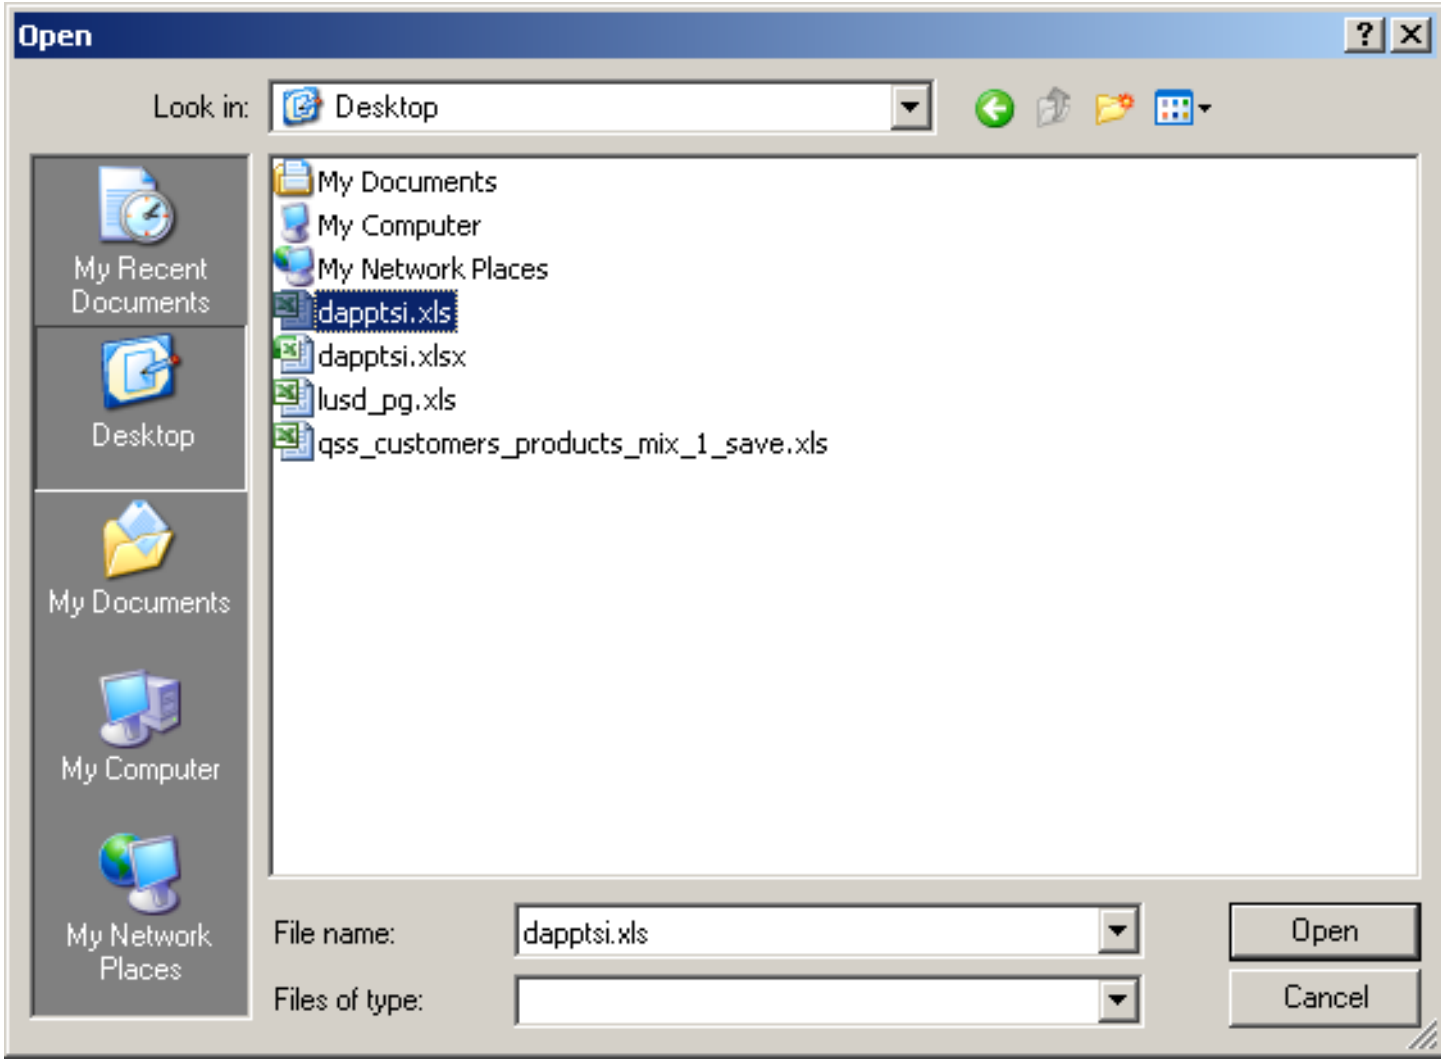 Open
Look in:
Desktop
My Recent
Documents
Desktop
My Documents
My Computer
My Network
Places
My Documents
My Computer
My Network Places
dapptsi.xls
dapptsi.xlsx
lusd_pg.xls
qss_customers_products_mix_1_save.xls
File name:
dapptsi.xls
Open
Files of type:
Cancel